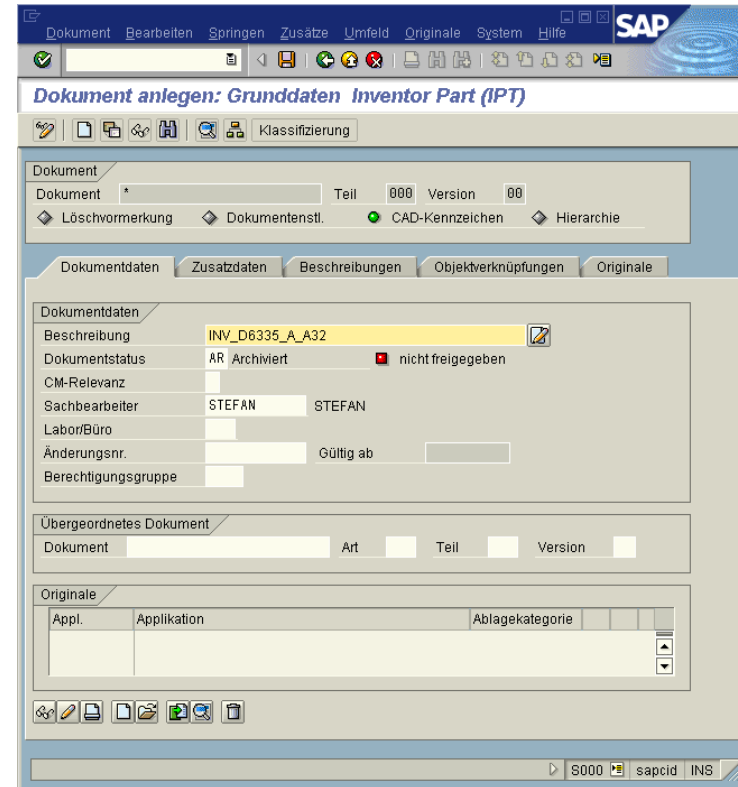 Dokument Bearbeiten Springen Zusätze Umfeld Originale System Hilfe
SAP
Dokument anlegen: Grunddaten Inventor Part (IPT)
Klassifizierung
Dokument
Dokument * Teil 000 Version 00
Löschvormerkung Dokumentenstl. CAD-Kennzeichen Hierarchie
Dokumentdaten Zusatzdaten Beschreibungen Objektverknüpfungen Originale
Dokumentdaten
Beschreibung INV_D6335_A_A32
Dokumentstatus AR Archiviert nicht freigegeben
CM-Relevanz
Sachbearbeiter STEFAN STEFAN
Labor/Büro
Änderungsnr. Gültig ab
Berechtigungsgruppe
Übergeordnetes Dokument
Dokument Art Teil Version
Originale
Appl. Applikation Ablagekategorie
S000 sapcid INS